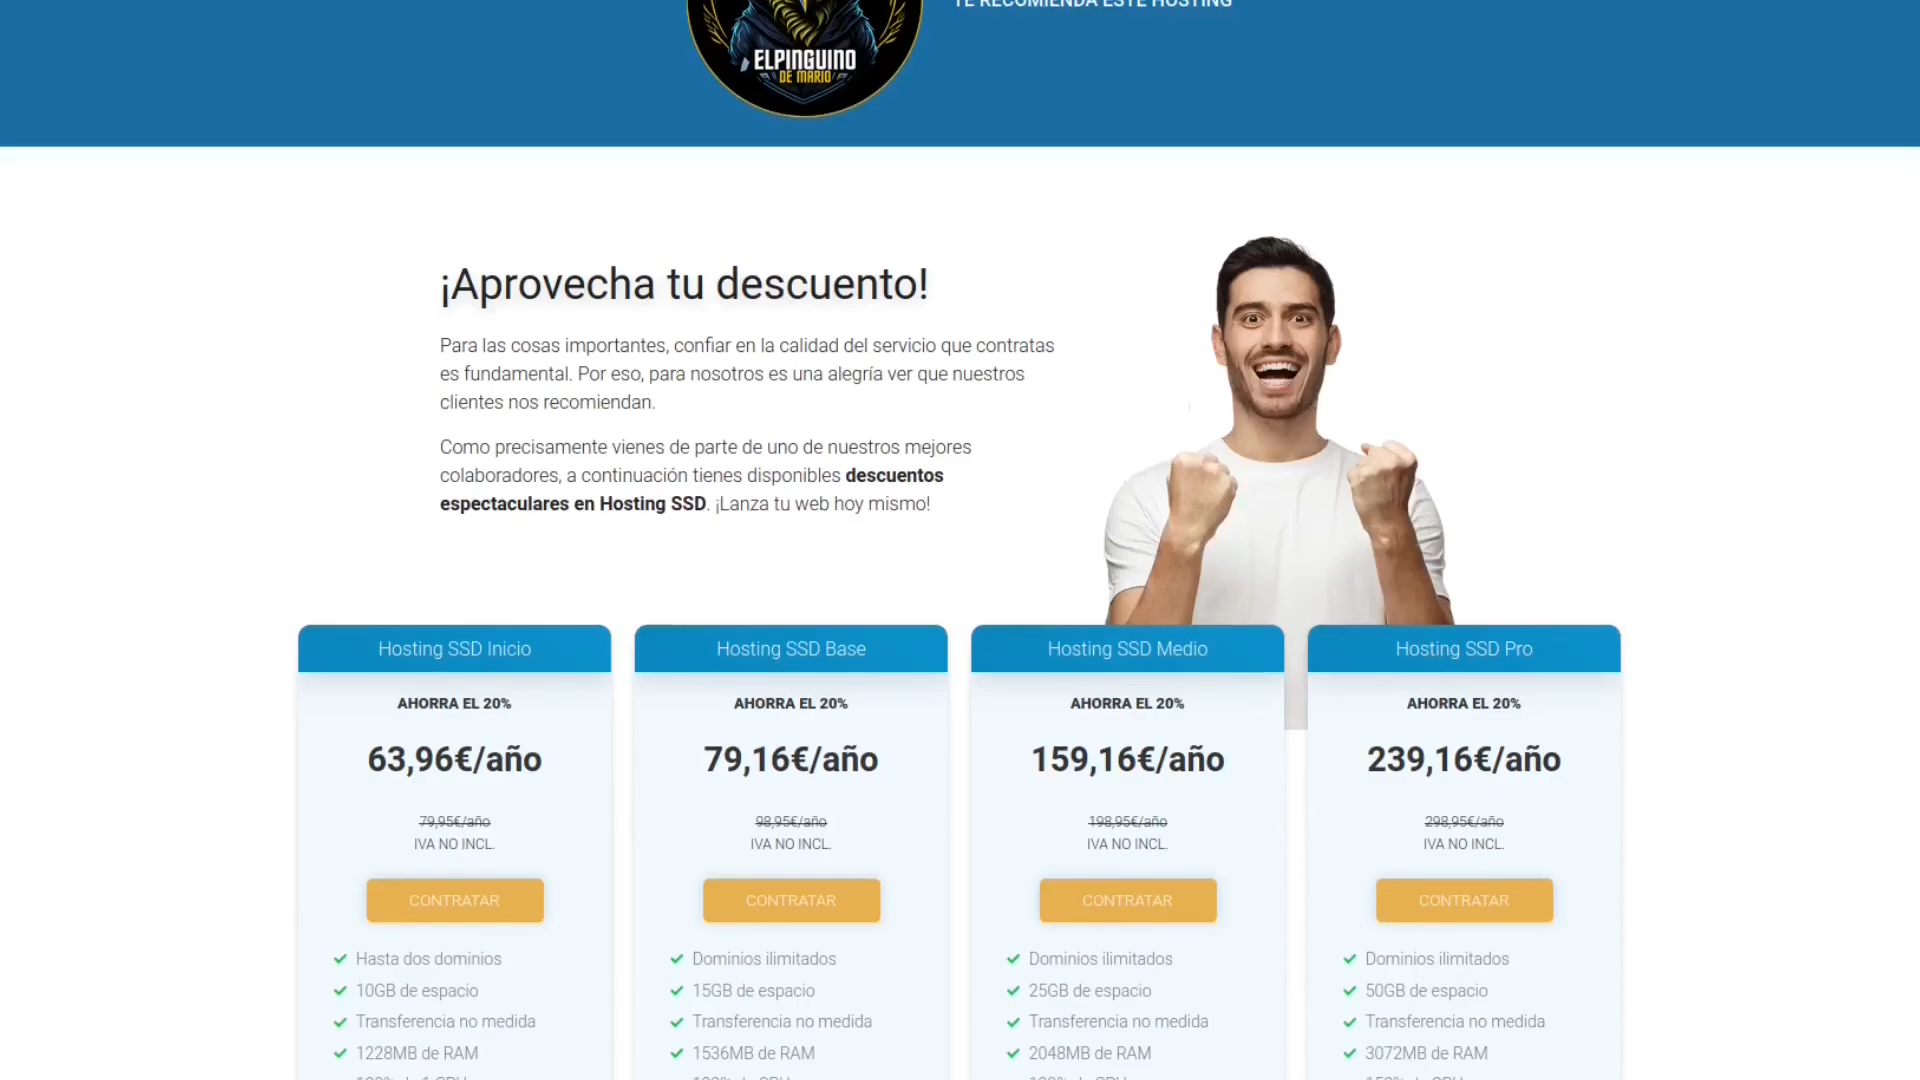 TE RECOMIENDA ESTE HOSTING
ELPINGUINO
DE MARIO
¡Aprovecha tu descuento!
Para las cosas importantes, confiar en la calidad del servicio que contratas
es fundamental. Por eso, para nosotros es una alegría ver que nuestros
clientes nos recomiendan.
Como precisamente vienes de parte de uno de nuestros mejores
colaboradores, a continuación tienes disponibles descuentos
espectaculares en Hosting SSD. ¡Lanza tu web hoy mismo!
Hosting SSD Inicio
AHORRA EL 20%
63,96€/año
79,95€/año
IVA NO INCL.
CONTRATAR
Hasta dos dominios
10GB de espacio
Transferencia no medida
1228MB de RAM
Hosting SSD Base
AHORRA EL 20%
79,16€/año
98,95€/año
IVA NO INCL.
CONTRATAR
Dominios ilimitados
15GB de espacio
Transferencia no medida
1536MB de RAM
Hosting SSD Medio
AHORRA EL 20%
159,16€/año
198,95€/año
IVA NO INCL.
CONTRATAR
Dominios ilimitados
25GB de espacio
Transferencia no medida
2048MB de RAM
Hosting SSD Pro
AHORRA EL 20%
239,16€/año
298,95€/año
IVA NO INCL.
CONTRATAR
Dominios ilimitados
50GB de espacio
Transferencia no medida
3072MB de RAM